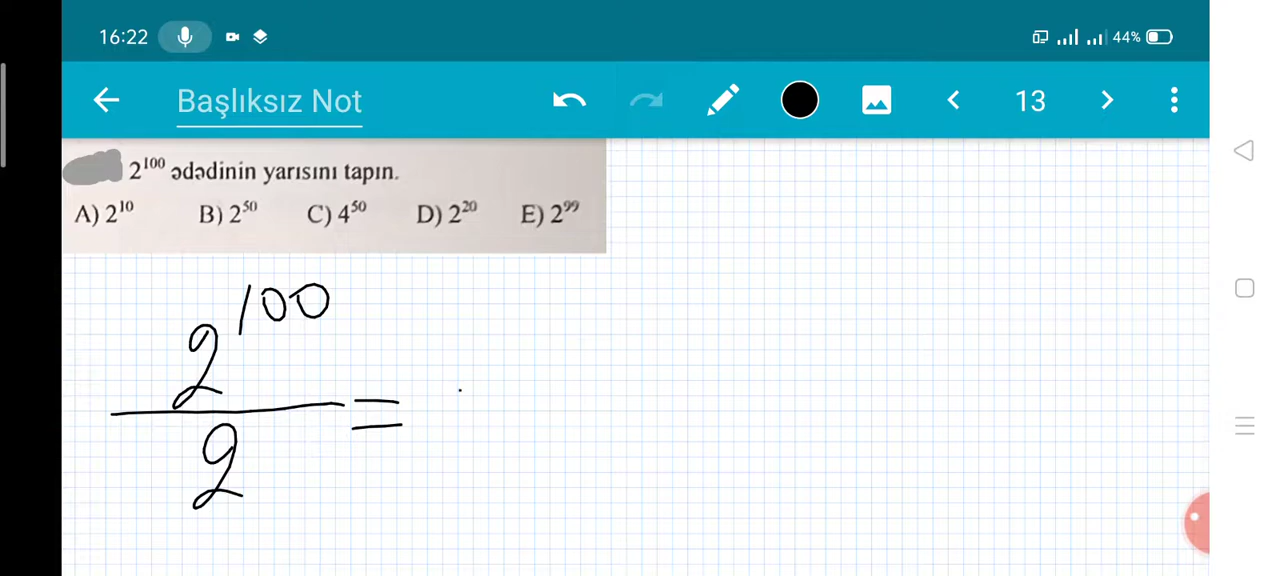 16:22 44%
Başlıksız Not 13
2¹⁰⁰ ədədinin yarısını tapın.
A) 2¹⁰ B) 2⁵⁰ C) 4⁵⁰ D) 2²⁰ E) 2⁹⁹
2¹⁰⁰
=
2